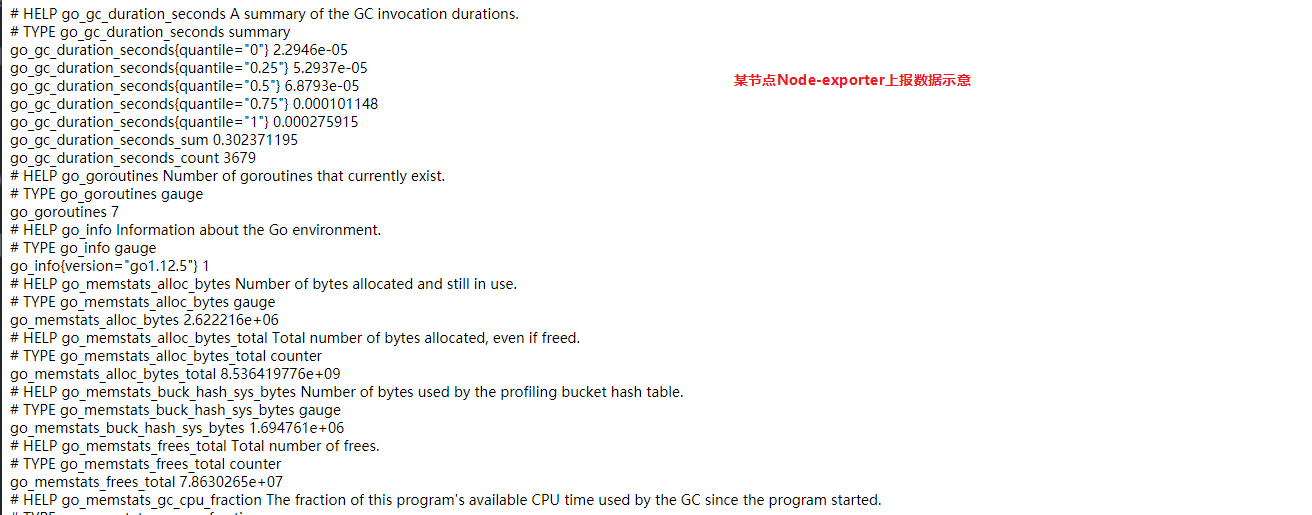 # HELP go_gc_duration_seconds A summary of the GC invocation durations.
# TYPE go_gc_duration_seconds summary
go_gc_duration_seconds{quantile="0"} 2.2946e-05
go_gc_duration_seconds{quantile="0.25"} 5.2937e-05
go_gc_duration_seconds{quantile="0.5"} 6.8793e-05
go_gc_duration_seconds{quantile="0.75"} 0.000101148
go_gc_duration_seconds{quantile="1"} 0.000275915
go_gc_duration_seconds_sum 0.302371195
go_gc_duration_seconds_count 3679
# HELP go_goroutines Number of goroutines that currently exist.
# TYPE go_goroutines gauge
go_goroutines 7
# HELP go_info Information about the Go environment.
# TYPE go_info gauge
go_info{version="go1.12.5"} 1
# HELP go_memstats_alloc_bytes Number of bytes allocated and still in use.
# TYPE go_memstats_alloc_bytes gauge
go_memstats_alloc_bytes 2.622216e+06
# HELP go_memstats_alloc_bytes_total Total number of bytes allocated, even if freed.
# TYPE go_memstats_alloc_bytes_total counter
go_memstats_alloc_bytes_total 8.536419776e+09
# HELP go_memstats_buck_hash_sys_bytes Number of bytes used by the profiling bucket hash table.
# TYPE go_memstats_buck_hash_sys_bytes gauge
go_memstats_buck_hash_sys_bytes 1.694761e+06
# HELP go_memstats_frees_total Total number of frees.
# TYPE go_memstats_frees_total counter
go_memstats_frees_total 7.8630265e+07
# HELP go_memstats_gc_cpu_fraction The fraction of this program's available CPU time used by the GC since the program started.
某节点Node-exporter上报数据示意